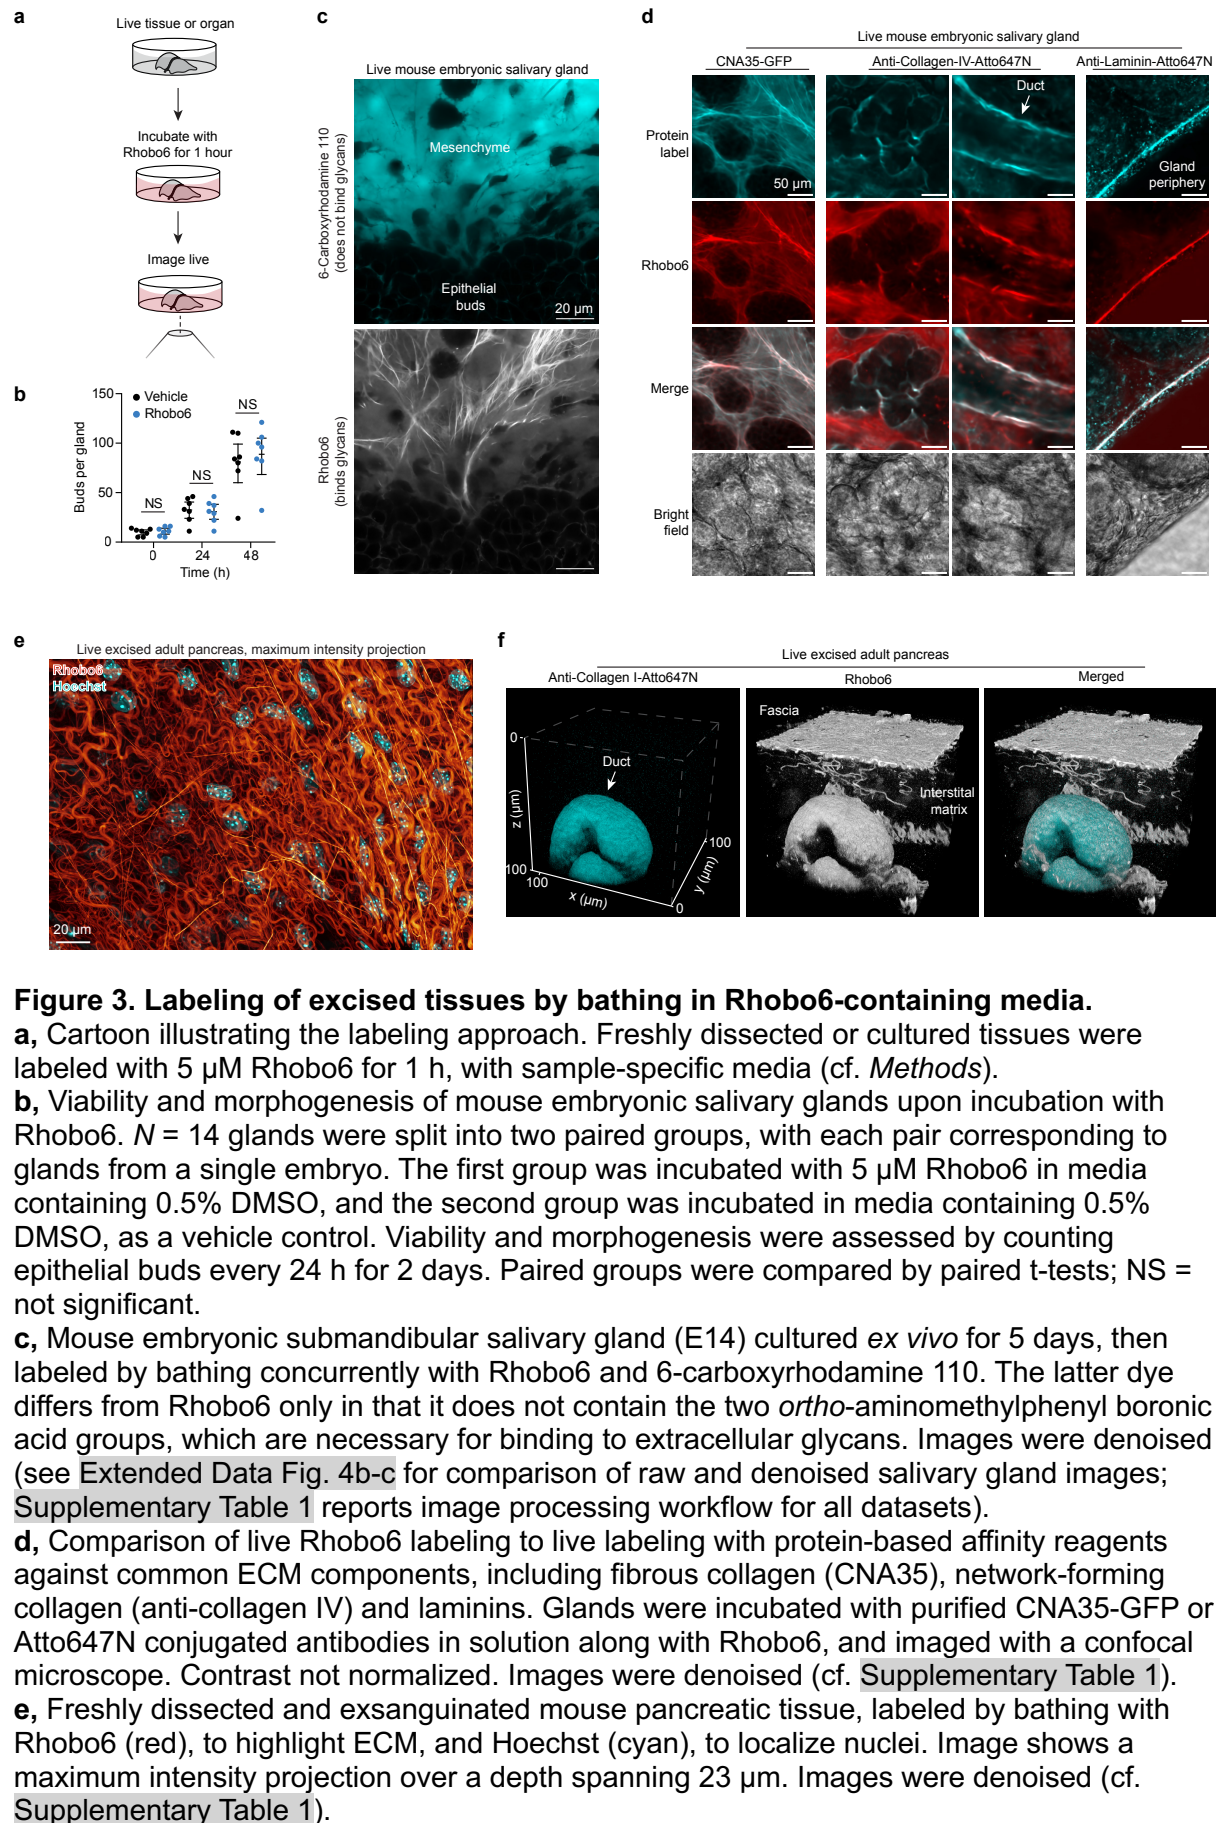 a
Live tissue or organ
Incubate with
Rhobo6 for 1 hour
Image live
b
Buds per gland
150
100
50
0
Vehicle
Rhobo6
NS
NS
NS
0
24
48
Time (h)
c
Live mouse embryonic salivary gland
6-Carboxyrhodamine 110
(does not bind glycans)
Mesenchyme
Epithelial
buds
20 µm
Rhobo6
(binds glycans)
d
Live mouse embryonic salivary gland
CNA35-GFP
Anti-Collagen-IV-Atto647N
Anti-Laminin-Atto647N
Protein
label
50 µm
Duct
Gland
periphery
Rhobo6
Merge
Bright
field
e
Live excised adult pancreas, maximum intensity projection
Rhobo6
Hoechst
20 µm
f
Live excised adult pancreas
Anti-Collagen I-Atto647N
Rhobo6
Merged
0
Duct
z (µm)
100
100
x (µm)
0
y (µm)
100
Fascia
Interstital
matrix
Figure 3. Labeling of excised tissues by bathing in Rhobo6-containing media.
a, Cartoon illustrating the labeling approach. Freshly dissected or cultured tissues were
labeled with 5 µM Rhobo6 for 1 h, with sample-specific media (cf. Methods).
b, Viability and morphogenesis of mouse embryonic salivary glands upon incubation with
Rhobo6. N = 14 glands were split into two paired groups, with each pair corresponding to
glands from a single embryo. The first group was incubated with 5 µM Rhobo6 in media
containing 0.5% DMSO, and the second group was incubated in media containing 0.5%
DMSO, as a vehicle control. Viability and morphogenesis were assessed by counting
epithelial buds every 24 h for 2 days. Paired groups were compared by paired t-tests; NS =
not significant.
c, Mouse embryonic submandibular salivary gland (E14) cultured ex vivo for 5 days, then
labeled by bathing concurrently with Rhobo6 and 6-carboxyrhodamine 110. The latter dye
differs from Rhobo6 only in that it does not contain the two ortho-aminomethylphenyl boronic
acid groups, which are necessary for binding to extracellular glycans. Images were denoised
(see Extended Data Fig. 4b-c for comparison of raw and denoised salivary gland images;
Supplementary Table 1 reports image processing workflow for all datasets).
d, Comparison of live Rhobo6 labeling to live labeling with protein-based affinity reagents
against common ECM components, including fibrous collagen (CNA35), network-forming
collagen (anti-collagen IV) and laminins. Glands were incubated with purified CNA35-GFP or
Atto647N conjugated antibodies in solution along with Rhobo6, and imaged with a confocal
microscope. Contrast not normalized. Images were denoised (cf. Supplementary Table 1).
e, Freshly dissected and exsanguinated mouse pancreatic tissue, labeled by bathing with
Rhobo6 (red), to highlight ECM, and Hoechst (cyan), to localize nuclei. Image shows a
maximum intensity projection over a depth spanning 23 µm. Images were denoised (cf.
Supplementary Table 1).